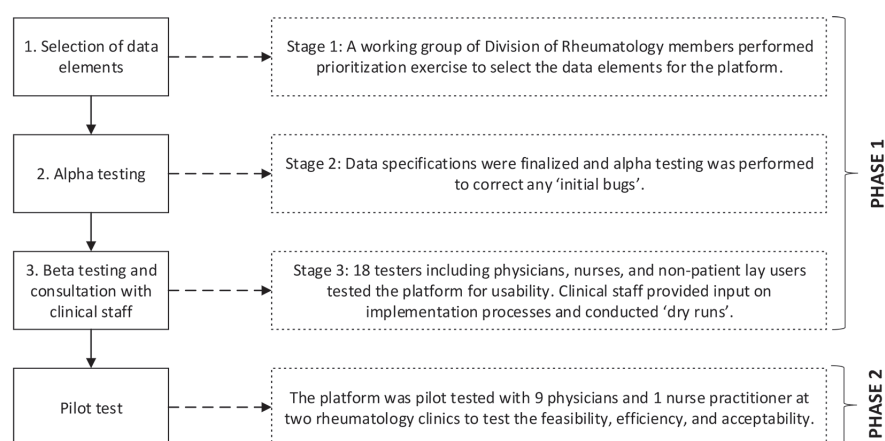 1. Selection of data
elements
Stage 1: A working group of Division of Rheumatology members performed
prioritization exercise to select the data elements for the platform.
2. Alpha testing
Stage 2: Data specifications were finalized and alpha testing was performed
to correct any ‘initial bugs’.
PHASE 1
3. Beta testing and
consultation with
clinical staff
Stage 3: 18 testers including physicians, nurses, and non-patient lay users
tested the platform for usability. Clinical staff provided input on
implementation processes and conducted ‘dry runs’.
Pilot test
The platform was pilot tested with 9 physicians and 1 nurse practitioner at
two rheumatology clinics to test the feasibility, efficiency, and acceptability.
PHASE 2